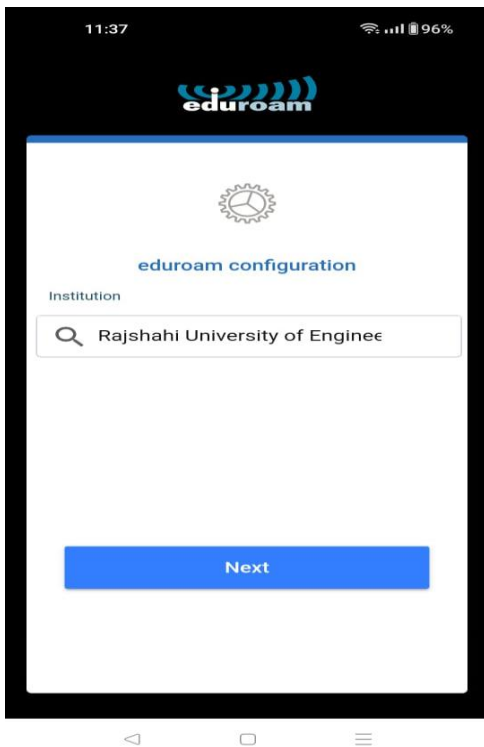 11:37
96%
eduroam
eduroam configuration
Institution
Rajshahi University of Enginee
Next